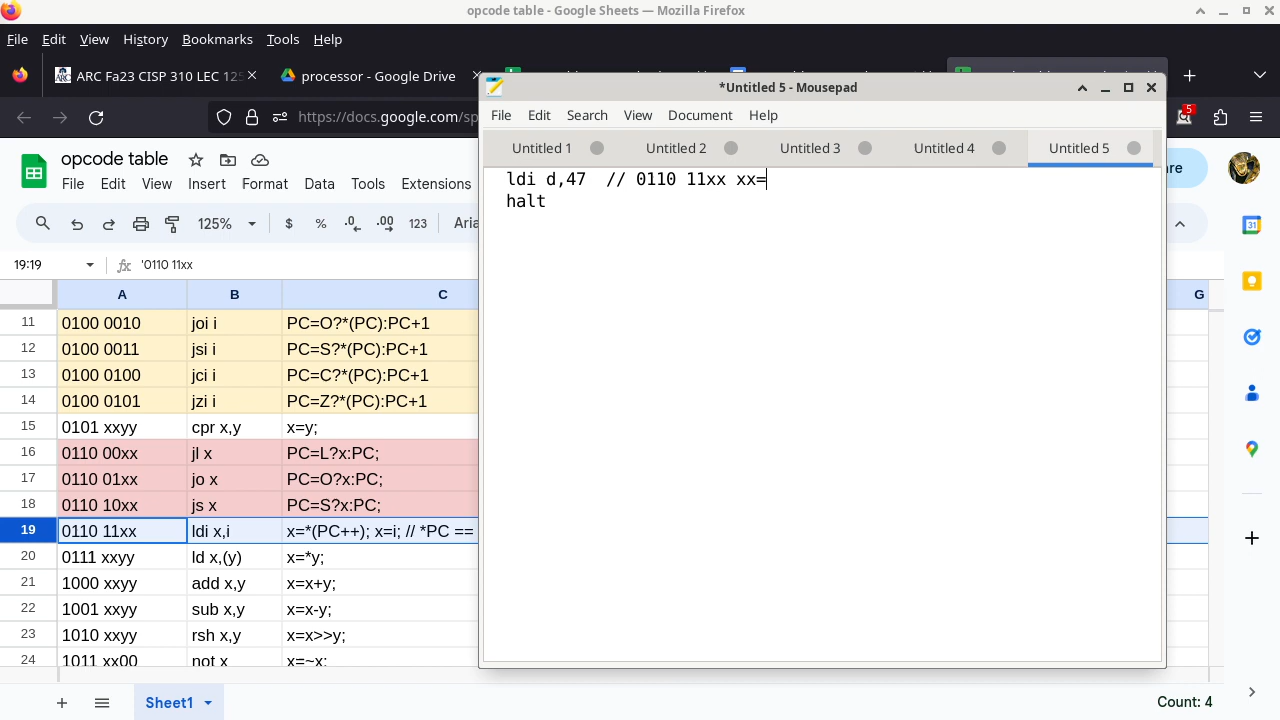 opcode table - Google Sheets — Mozilla Firefox
File Edit View History Bookmarks Tools Help
ARC Fa23 CISP 310 LEC 125
processor - Google Drive
https://docs.google.com/sp
5
*Untitled 5 - Mousepad
File Edit Search View Document Help
Untitled 1 Untitled 2 Untitled 3 Untitled 4 Untitled 5
ldi d,47 // 0110 11xx xx=
halt
opcode table
File Edit View Insert Format Data Tools Extensions
125% $ % .0 .00 123 Aria
19:19 fx '0110 11xx
A B C G
11 0100 0010 joi i PC=O?*(PC):PC+1
12 0100 0011 jsi i PC=S?*(PC):PC+1
13 0100 0100 jci i PC=C?*(PC):PC+1
14 0100 0101 jzi i PC=Z?*(PC):PC+1
15 0101 xxyy cpr x,y x=y;
16 0110 00xx jl x PC=L?x:PC;
17 0110 01xx jo x PC=O?x:PC;
18 0110 10xx js x PC=S?x:PC;
19 0110 11xx ldi x,i x=*(PC++); x=i; // *PC ==
20 0111 xxyy ld x,(y) x=*y;
21 1000 xxyy add x,y x=x+y;
22 1001 xxyy sub x,y x=x-y;
23 1010 xxyy rsh x,y x=x>>y;
24 1011 xx00 not x x=~x;
Sheet1
Count: 4
31